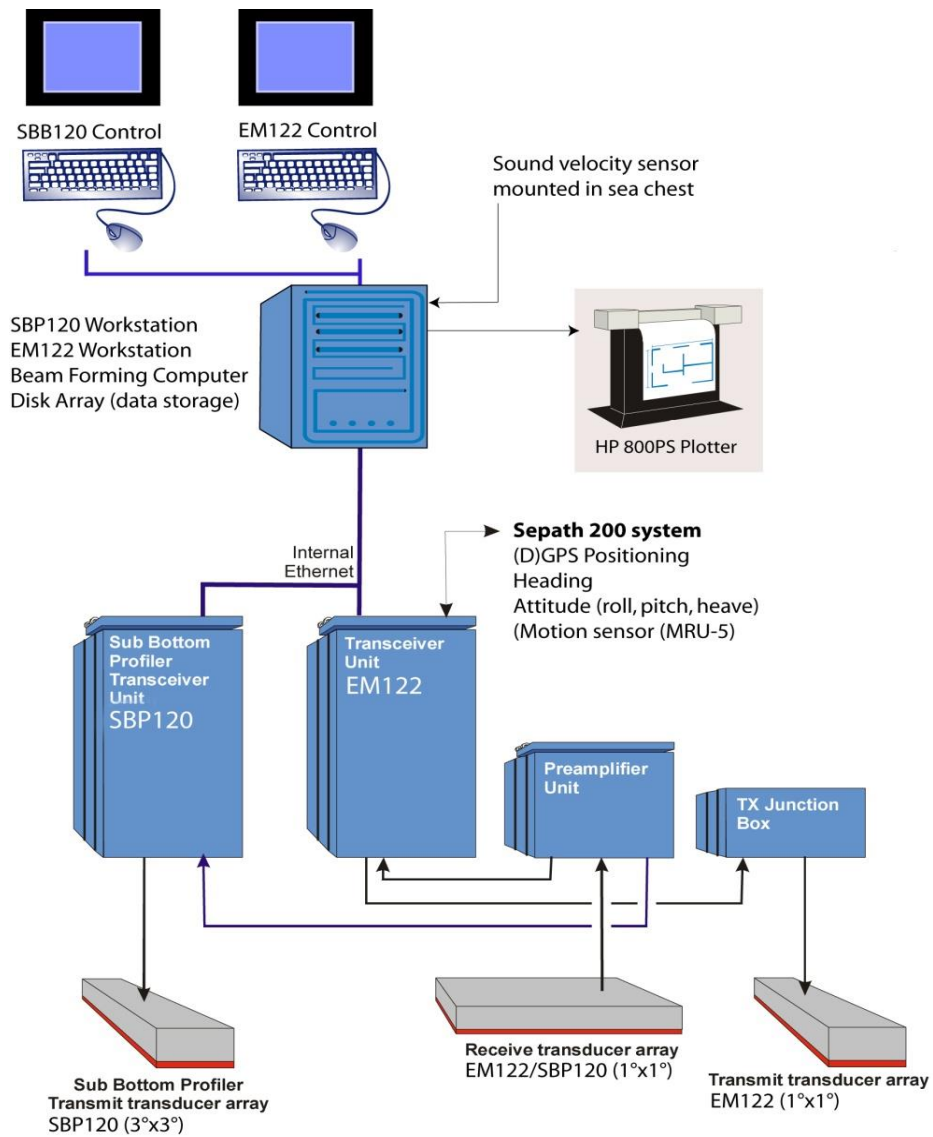 SBB120 Control
EM122 Control
Sound velocity sensor
mounted in sea chest
SBP120 Workstation
EM122 Workstation
Beam Forming Computer
Disk Array (data storage)
HP 800PS Plotter
Internal
Ethernet
Sepath 200 system
(D)GPS Positioning
Heading
Attitude (roll, pitch, heave)
(Motion sensor (MRU-5)
Sub Bottom
Profiler
Transceiver
Unit
SBP120
Transceiver
Unit
EM122
Preamplifier
Unit
TX Junction
Box
Sub Bottom Profiler
Transmit transducer array
SBP120 (3°x3°)
Receive transducer array
EM122/SBP120 (1°x1°)
Transmit transducer array
EM122 (1°x1°)